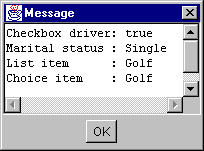 Message
Checkbox driver: true
Marital status : Single
List item      : Golf
Choice item    : Golf
OK